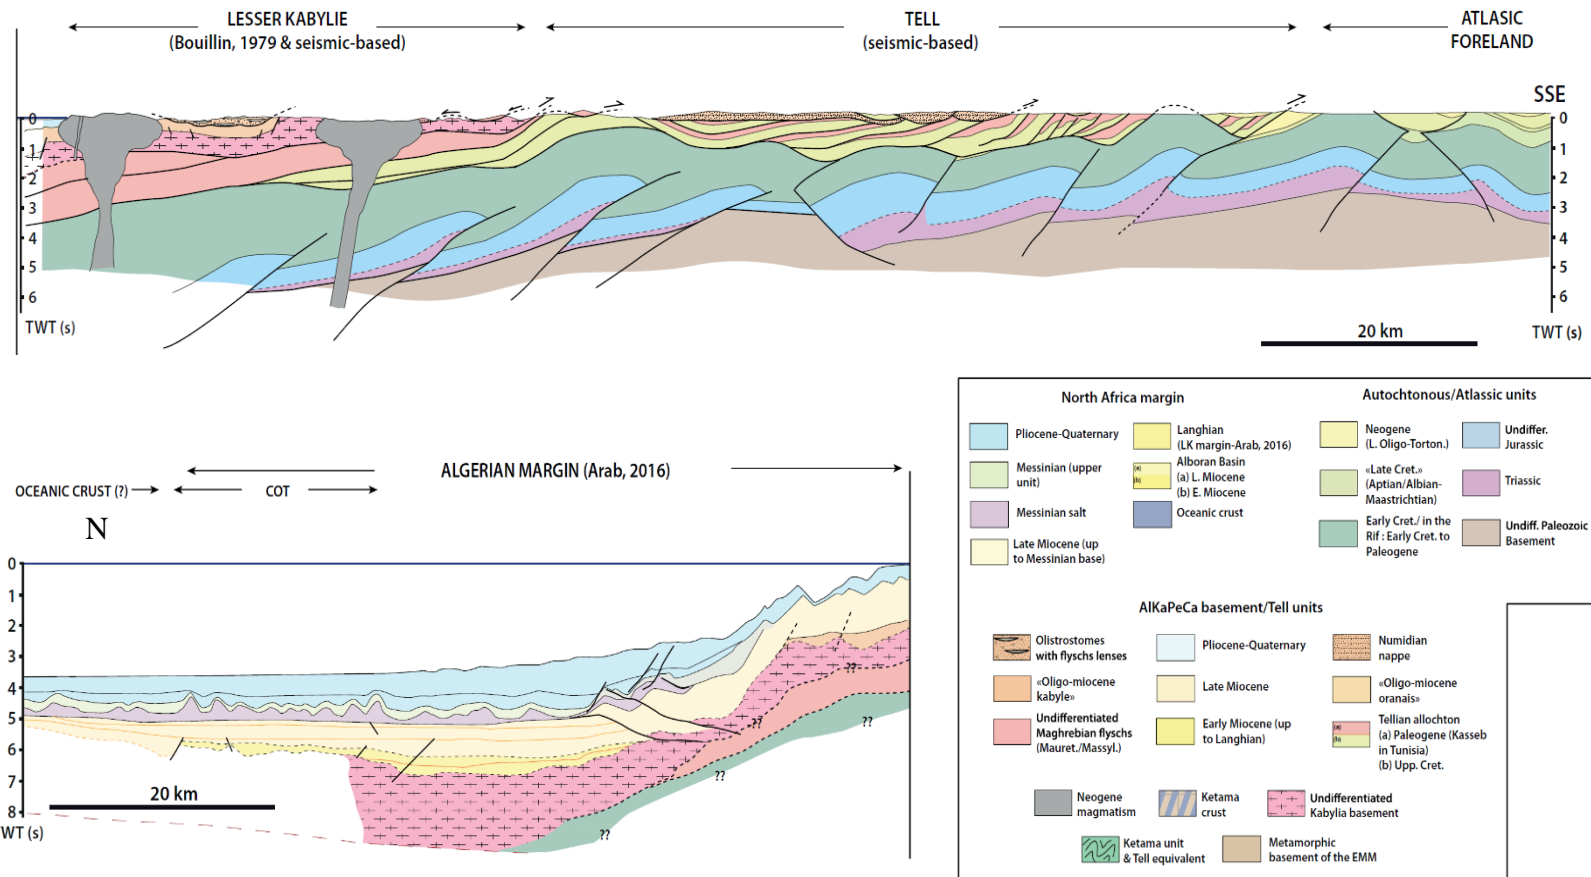 LESSER KABYLIE
(Bouillin, 1979 & seismic-based)
TELL
(seismic-based)
ATLASIC
FORELAND
SSE
0
1
2
3
4
5
6
TWT (s)
0
1
2
3
4
5
6
TWT (s)
20 km
ALGERIAN MARGIN (Arab, 2016)
OCEANIC CRUST (?)
COT
N
0
1
2
3
4
5
6
7
8
WT (s)
20 km
??
??
??
??
??
North Africa margin
Pliocene-Quaternary
Messinian (upper
unit)
Messinian salt
Late Miocene (up
to Messinian base)
Langhian
(LK margin-Arab, 2016)
(a)
(b)
Alboran Basin
(a) L. Miocene
(b) E. Miocene
Oceanic crust
Autochtonous/Atlassic units
Neogene
(L. Oligo-Torton.)
«Late Cret.»
(Aptian/Albian-
Maastrichtian)
Early Cret./ in the
Rif : Early Cret. to
Paleogene
Undiffer.
Jurassic
Triassic
Undiff. Paleozoic
Basement
AlKaPeCa basement/Tell units
Olistrostomes
with flyschs lenses
«Oligo-miocene
kabyle»
Undifferentiated
Maghrebian flyschs
(Mauret./Massyl.)
Pliocene-Quaternary
Late Miocene
Early Miocene (up
to Langhian)
Numidian
nappe
«Oligo-miocene
oranais»
(a)
(b)
Tellian allochton
(a) Paleogene (Kasseb
in Tunisia)
(b) Upp. Cret.
Neogene
magmatism
Ketama
crust
Undifferentiated
Kabylia basement
Ketama unit
& Tell equivalent
Metamorphic
basement of the EMM